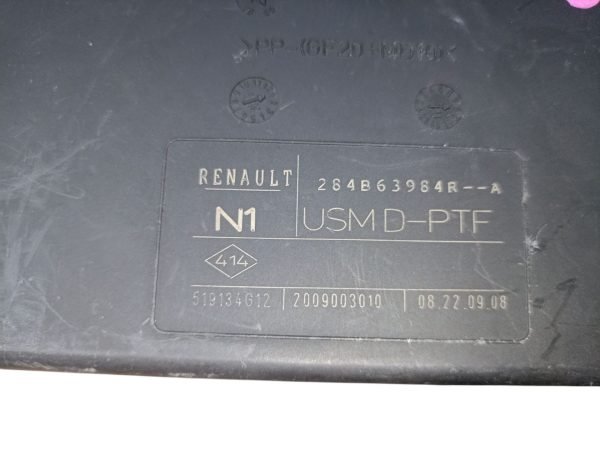 RENAULT 284B63984R--A
N1 USM D-PTF
414
519134G12 2009003010 08.22.09.08